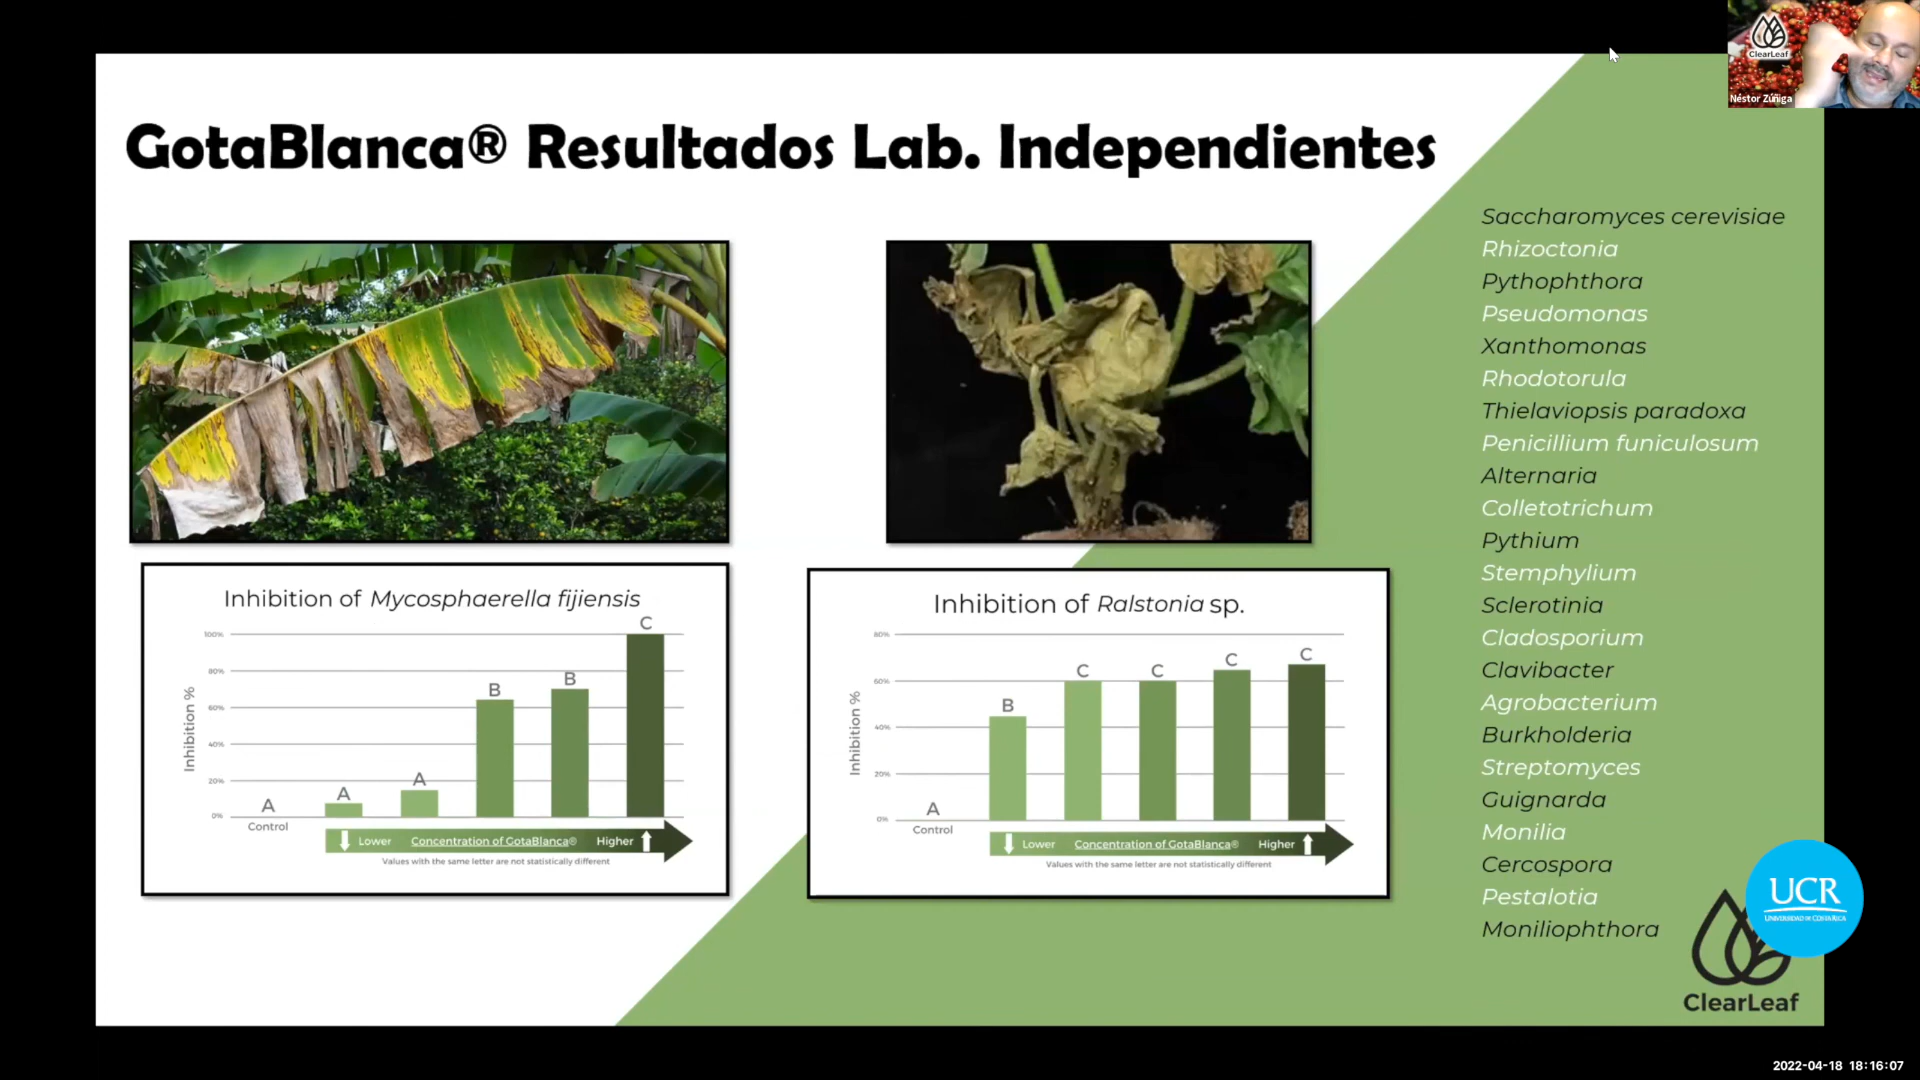 ClearLeaf
Néstor Zúñiga
GotaBlanca® Resultados Lab. Independientes
Inhibition of Mycosphaerella fijiensis
Inhibition %
100%
80%
60%
40%
20%
0%
A
A
A
B
B
C
Control
Lower Concentration of GotaBlanca® Higher
Values with the same letter are not statistically different
Inhibition of Ralstonia sp.
Inhibition %
80%
60%
40%
20%
0%
A
B
C
C
C
C
Control
Lower Concentration of GotaBlanca® Higher
Values with the same letter are not statistically different
Saccharomyces cerevisiae
Rhizoctonia
Pythophthora
Pseudomonas
Xanthomonas
Rhodotorula
Thielaviopsis paradoxa
Penicillium funiculosum
Alternaria
Colletotrichum
Pythium
Stemphylium
Sclerotinia
Cladosporium
Clavibacter
Agrobacterium
Burkholderia
Streptomyces
Guignarda
Monilia
Cercospora
Pestalotia
Moniliophthora
UCR
UNIVERSIDAD DE COSTA RICA
ClearLeaf
2022-04-18 18:16:07